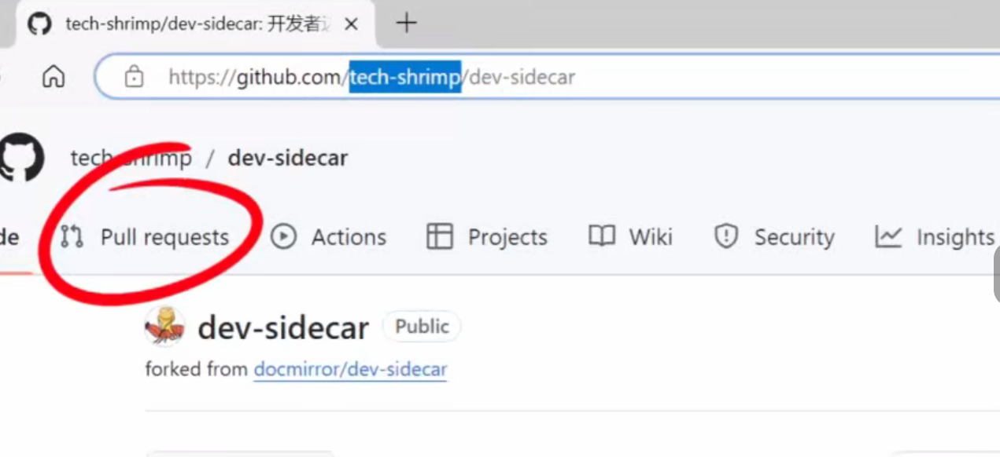 tech-shrimp/dev-sidecar: 开发者
https://github.com/tech-shrimp/dev-sidecar
tech-shrimp / dev-sidecar
de Pull requests Actions Projects Wiki Security Insights
dev-sidecar Public
forked from docmirror/dev-sidecar